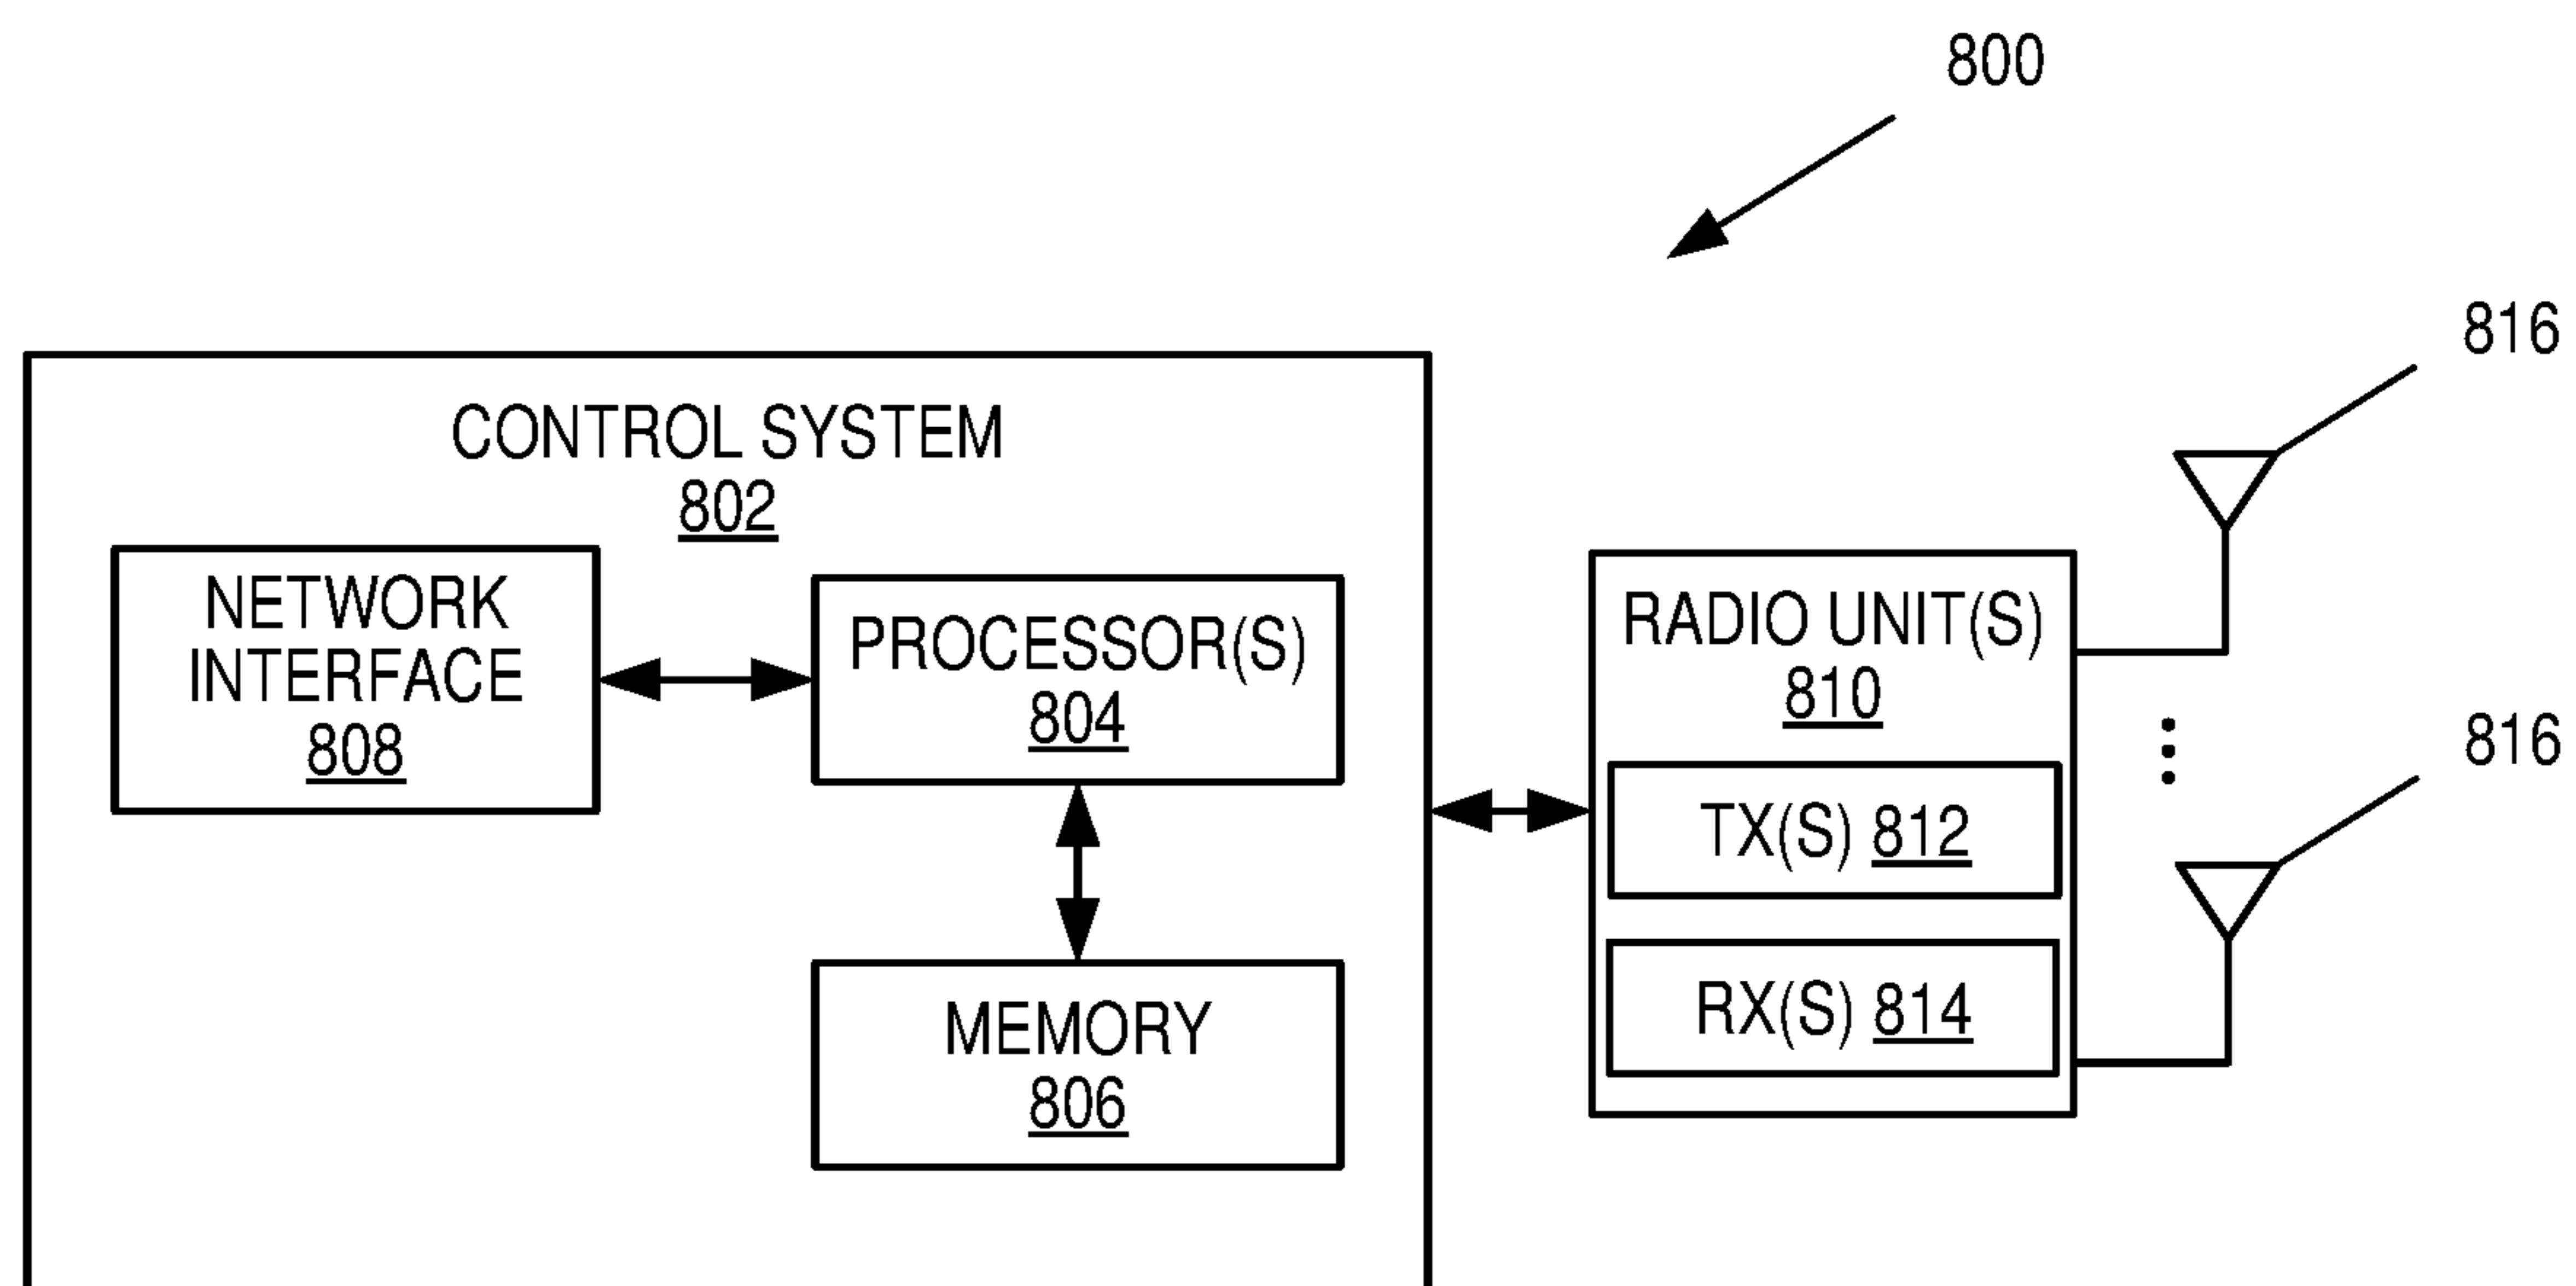 800
816
CONTROL SYSTEM
802
NETWORK
INTERFACE
808
PROCESSOR(S)
804
MEMORY
806
RADIO UNIT(S)
810
TX(S) 812
RX(S) 814
816